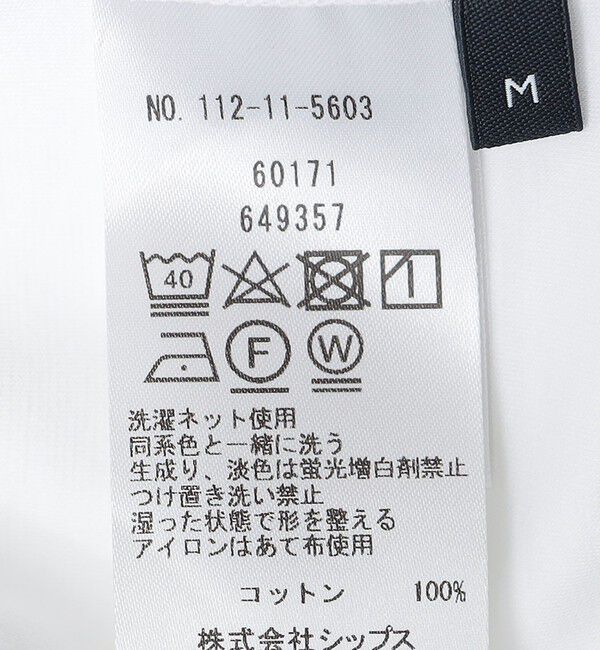 M
NO. 112-11-5603
60171
649357
40
F W
洗濯ネット使用
同系色と一緒に洗う
生成り、淡色は蛍光増白剤禁止
つけ置き洗い禁止
湿った状態で形を整える
アイロンはあて布使用
コットン 100%
株式会社シップス